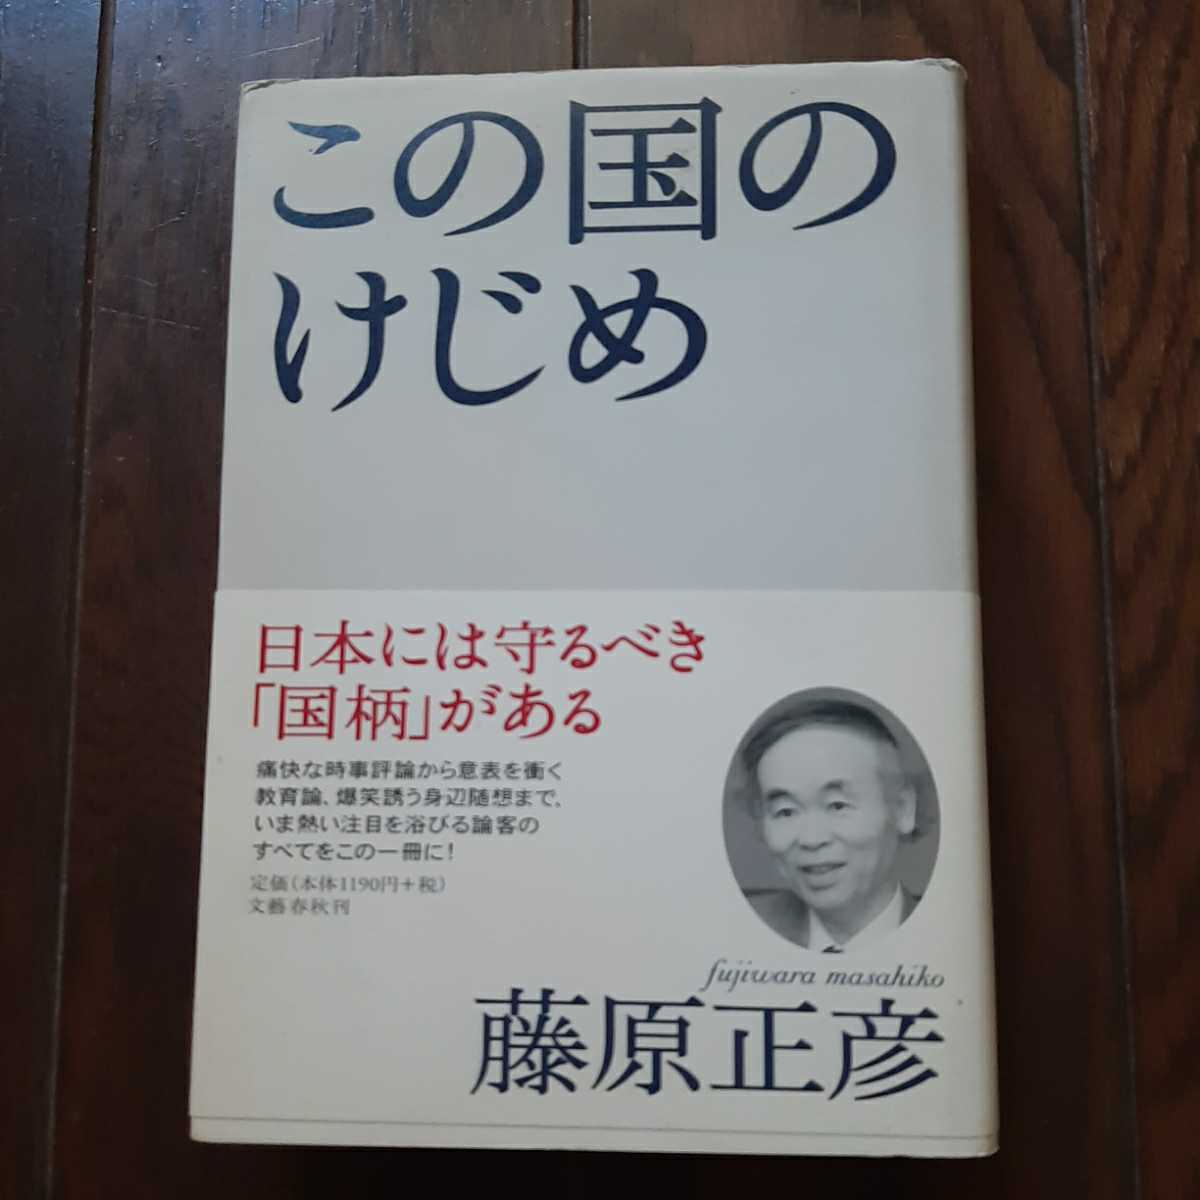 この国の
けじめ
日本には守るべき
「国柄」がある
痛快な時事評論から意表を衝く
教育論、爆笑誘う身辺随想まで、
いま熱い注目を浴びる論客の
すべてをこの一冊に!
定価(本体1190円+税)
文藝春秋刊
fujiwara masahiko
藤原正彦